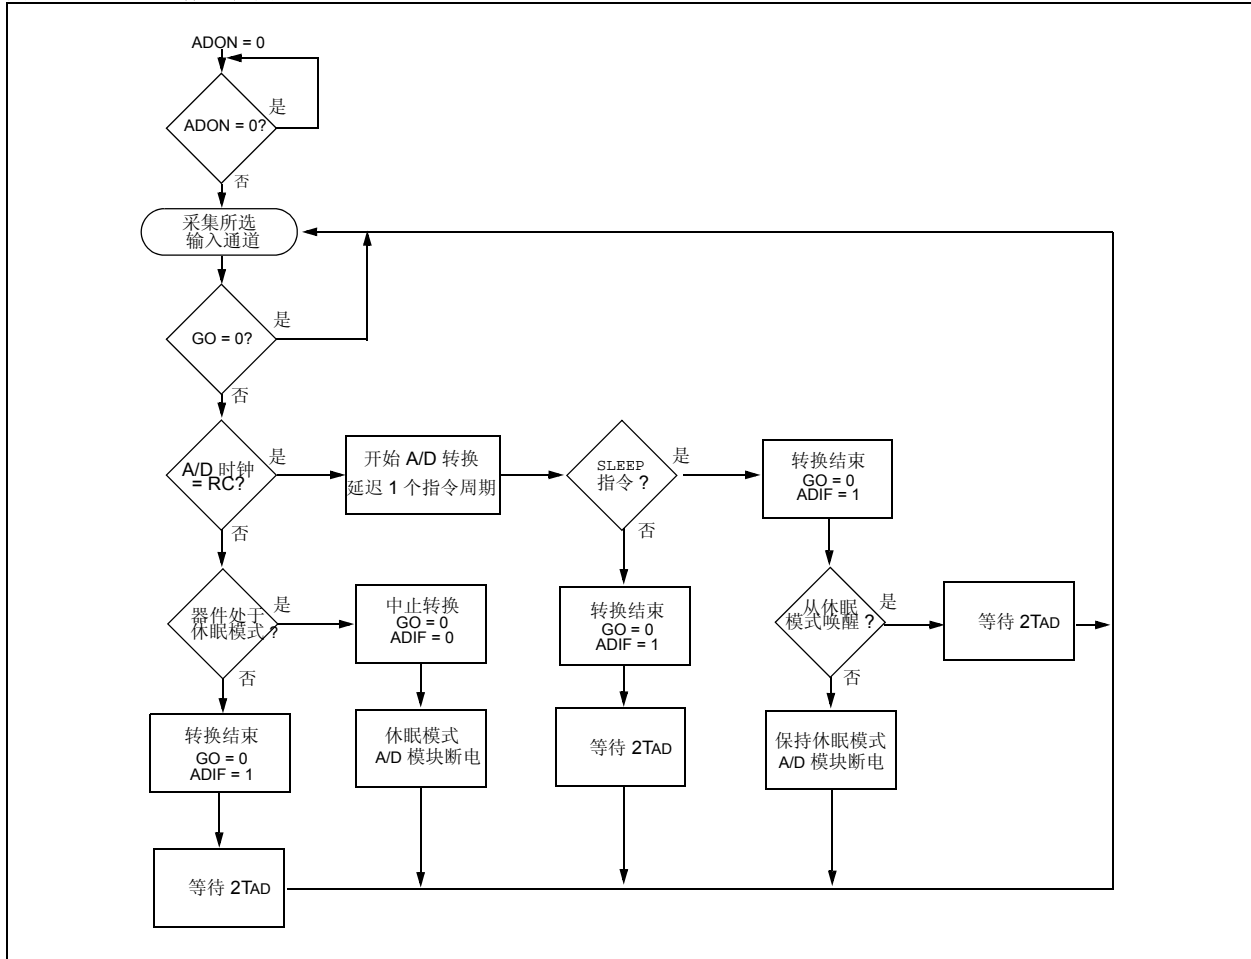 ADON = 0
是
ADON = 0?
否
采集所选
输入通道
是
GO = 0?
否
A/D 时钟
= RC?
是
开始 A/D 转换
延迟 1 个指令周期
SLEEP
指令 ?
是
转换结束
GO = 0
ADIF = 1
否
否
器件处于
休眠模式 ?
是
中止转换
GO = 0
ADIF = 0
转换结束
GO = 0
ADIF = 1
从休眠
模式唤醒 ?
是
等待 2TAD
否
否
转换结束
GO = 0
ADIF = 1
休眠模式
A/D 模块断电
等待 2TAD
保持休眠模式
A/D 模块断电
等待 2TAD